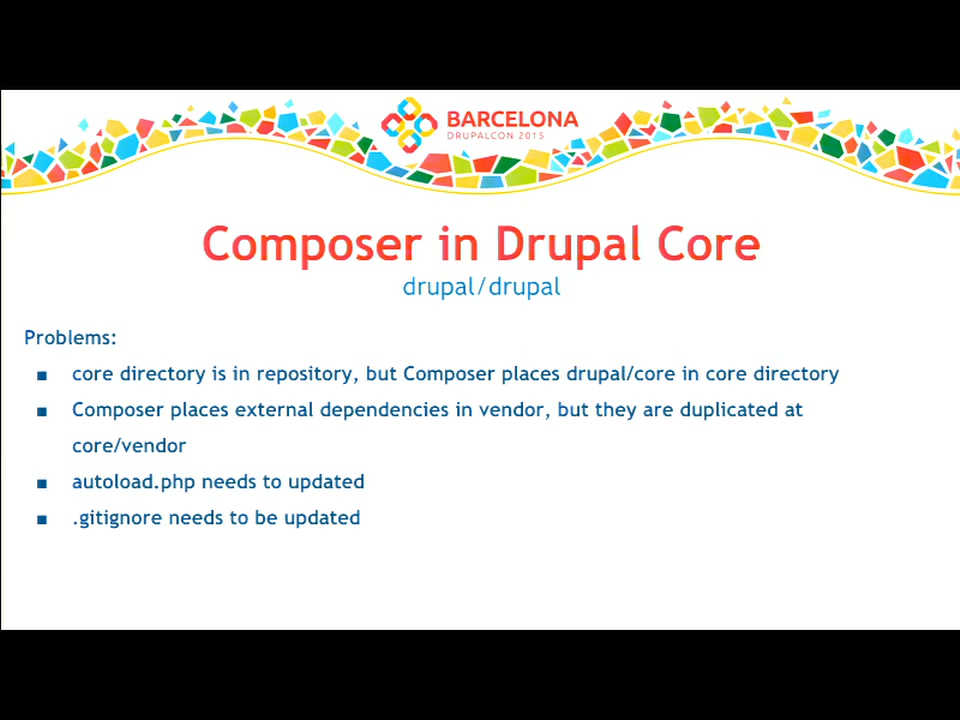 BARCELONA
DRUPALCON 2015
Composer in Drupal Core
drupal/drupal
Problems:
■ core directory is in repository, but Composer places drupal/core in core directory
■ Composer places external dependencies in vendor, but they are duplicated at
core/vendor
■ autoload.php needs to updated
■ .gitignore needs to be updated